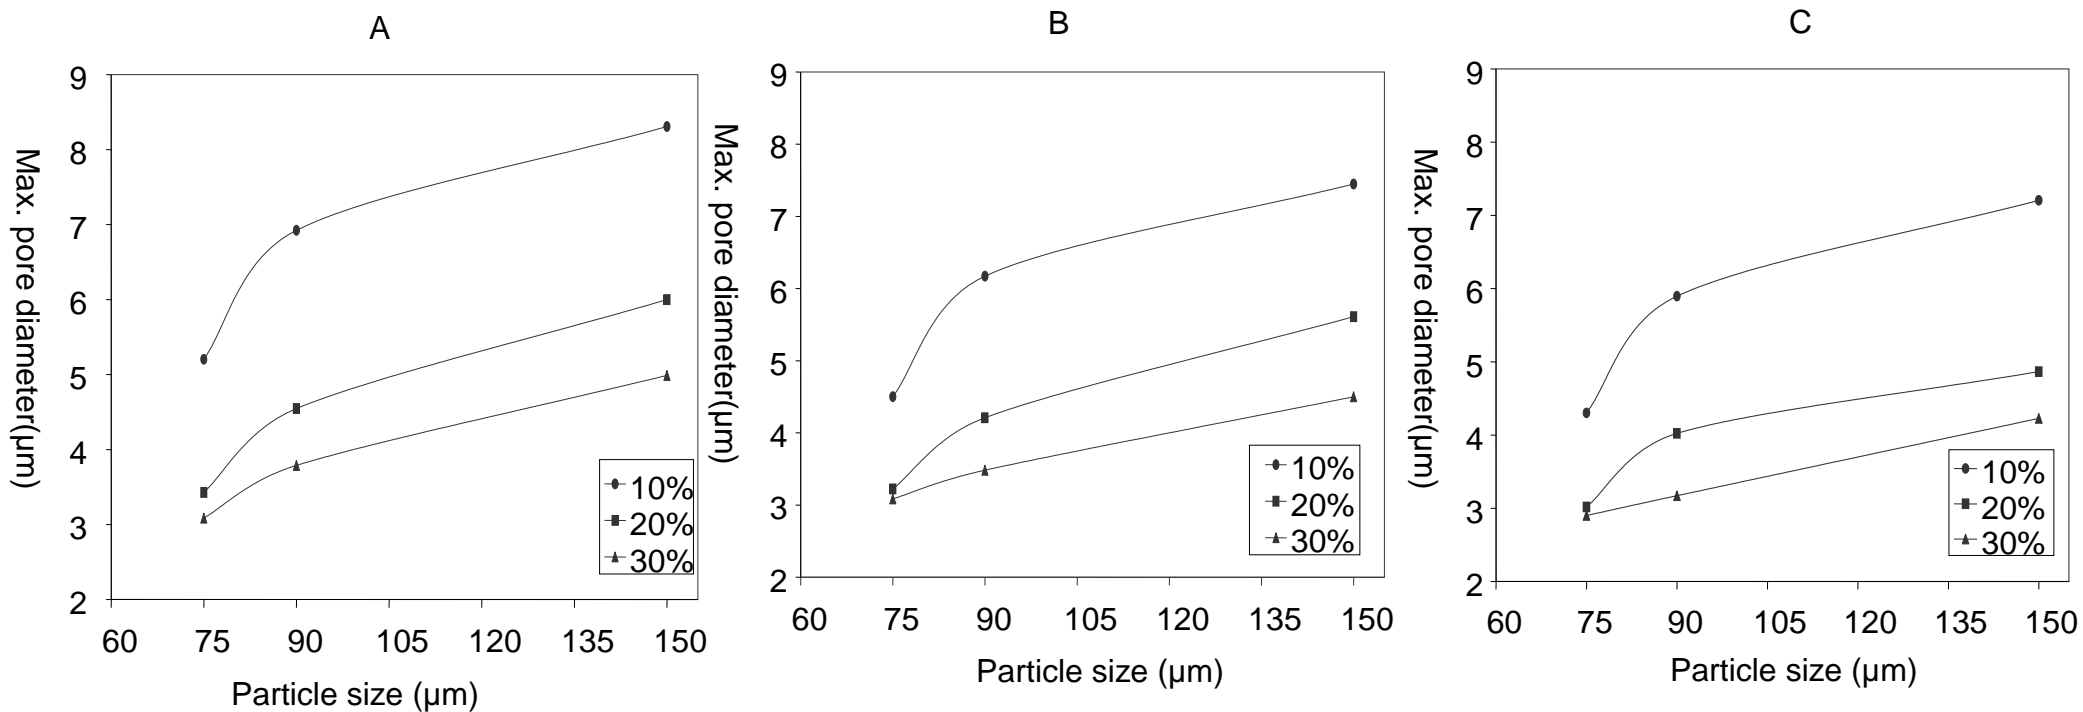 A
Max. pore diameter(μm)
9
8
7
6
5
4
3
2
60 75 90 105 120 135 150
Particle size (μm)
10%
20%
30%
B
Max. pore diameter(μm)
9
8
7
6
5
4
3
2
60 75 90 105 120 135 150
Particle size (μm)
10%
20%
30%
C
Max. pore diameter(μm)
9
8
7
6
5
4
3
2
60 75 90 105 120 135 150
Particle size (μm)
10%
20%
30%